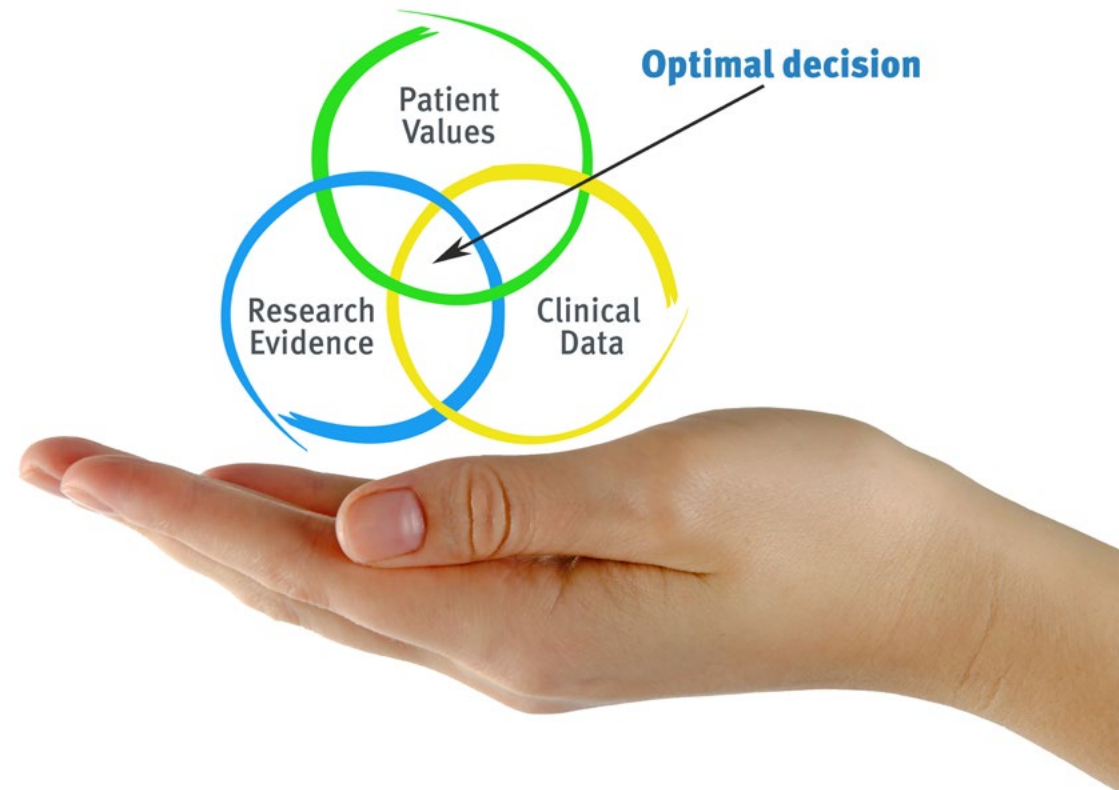 Optimal decision
Patient
Values
Research
Evidence
Clinical
Data